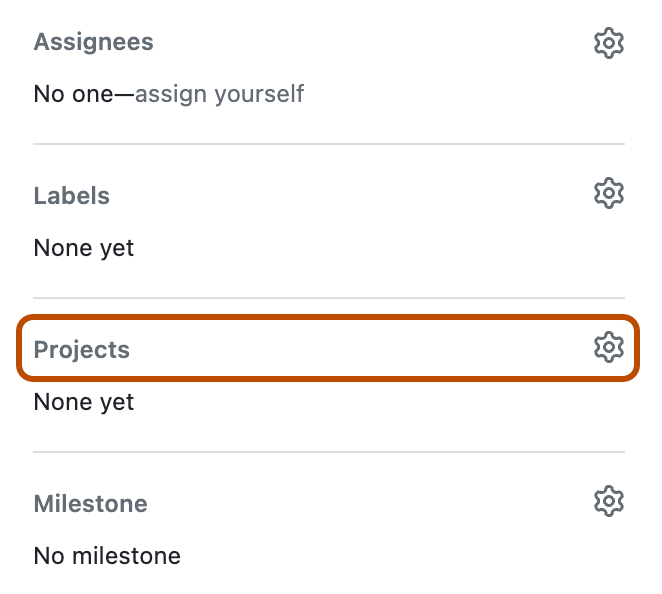 Assignees
No one—assign yourself
Labels
None yet
Projects
None yet
Milestone
No milestone